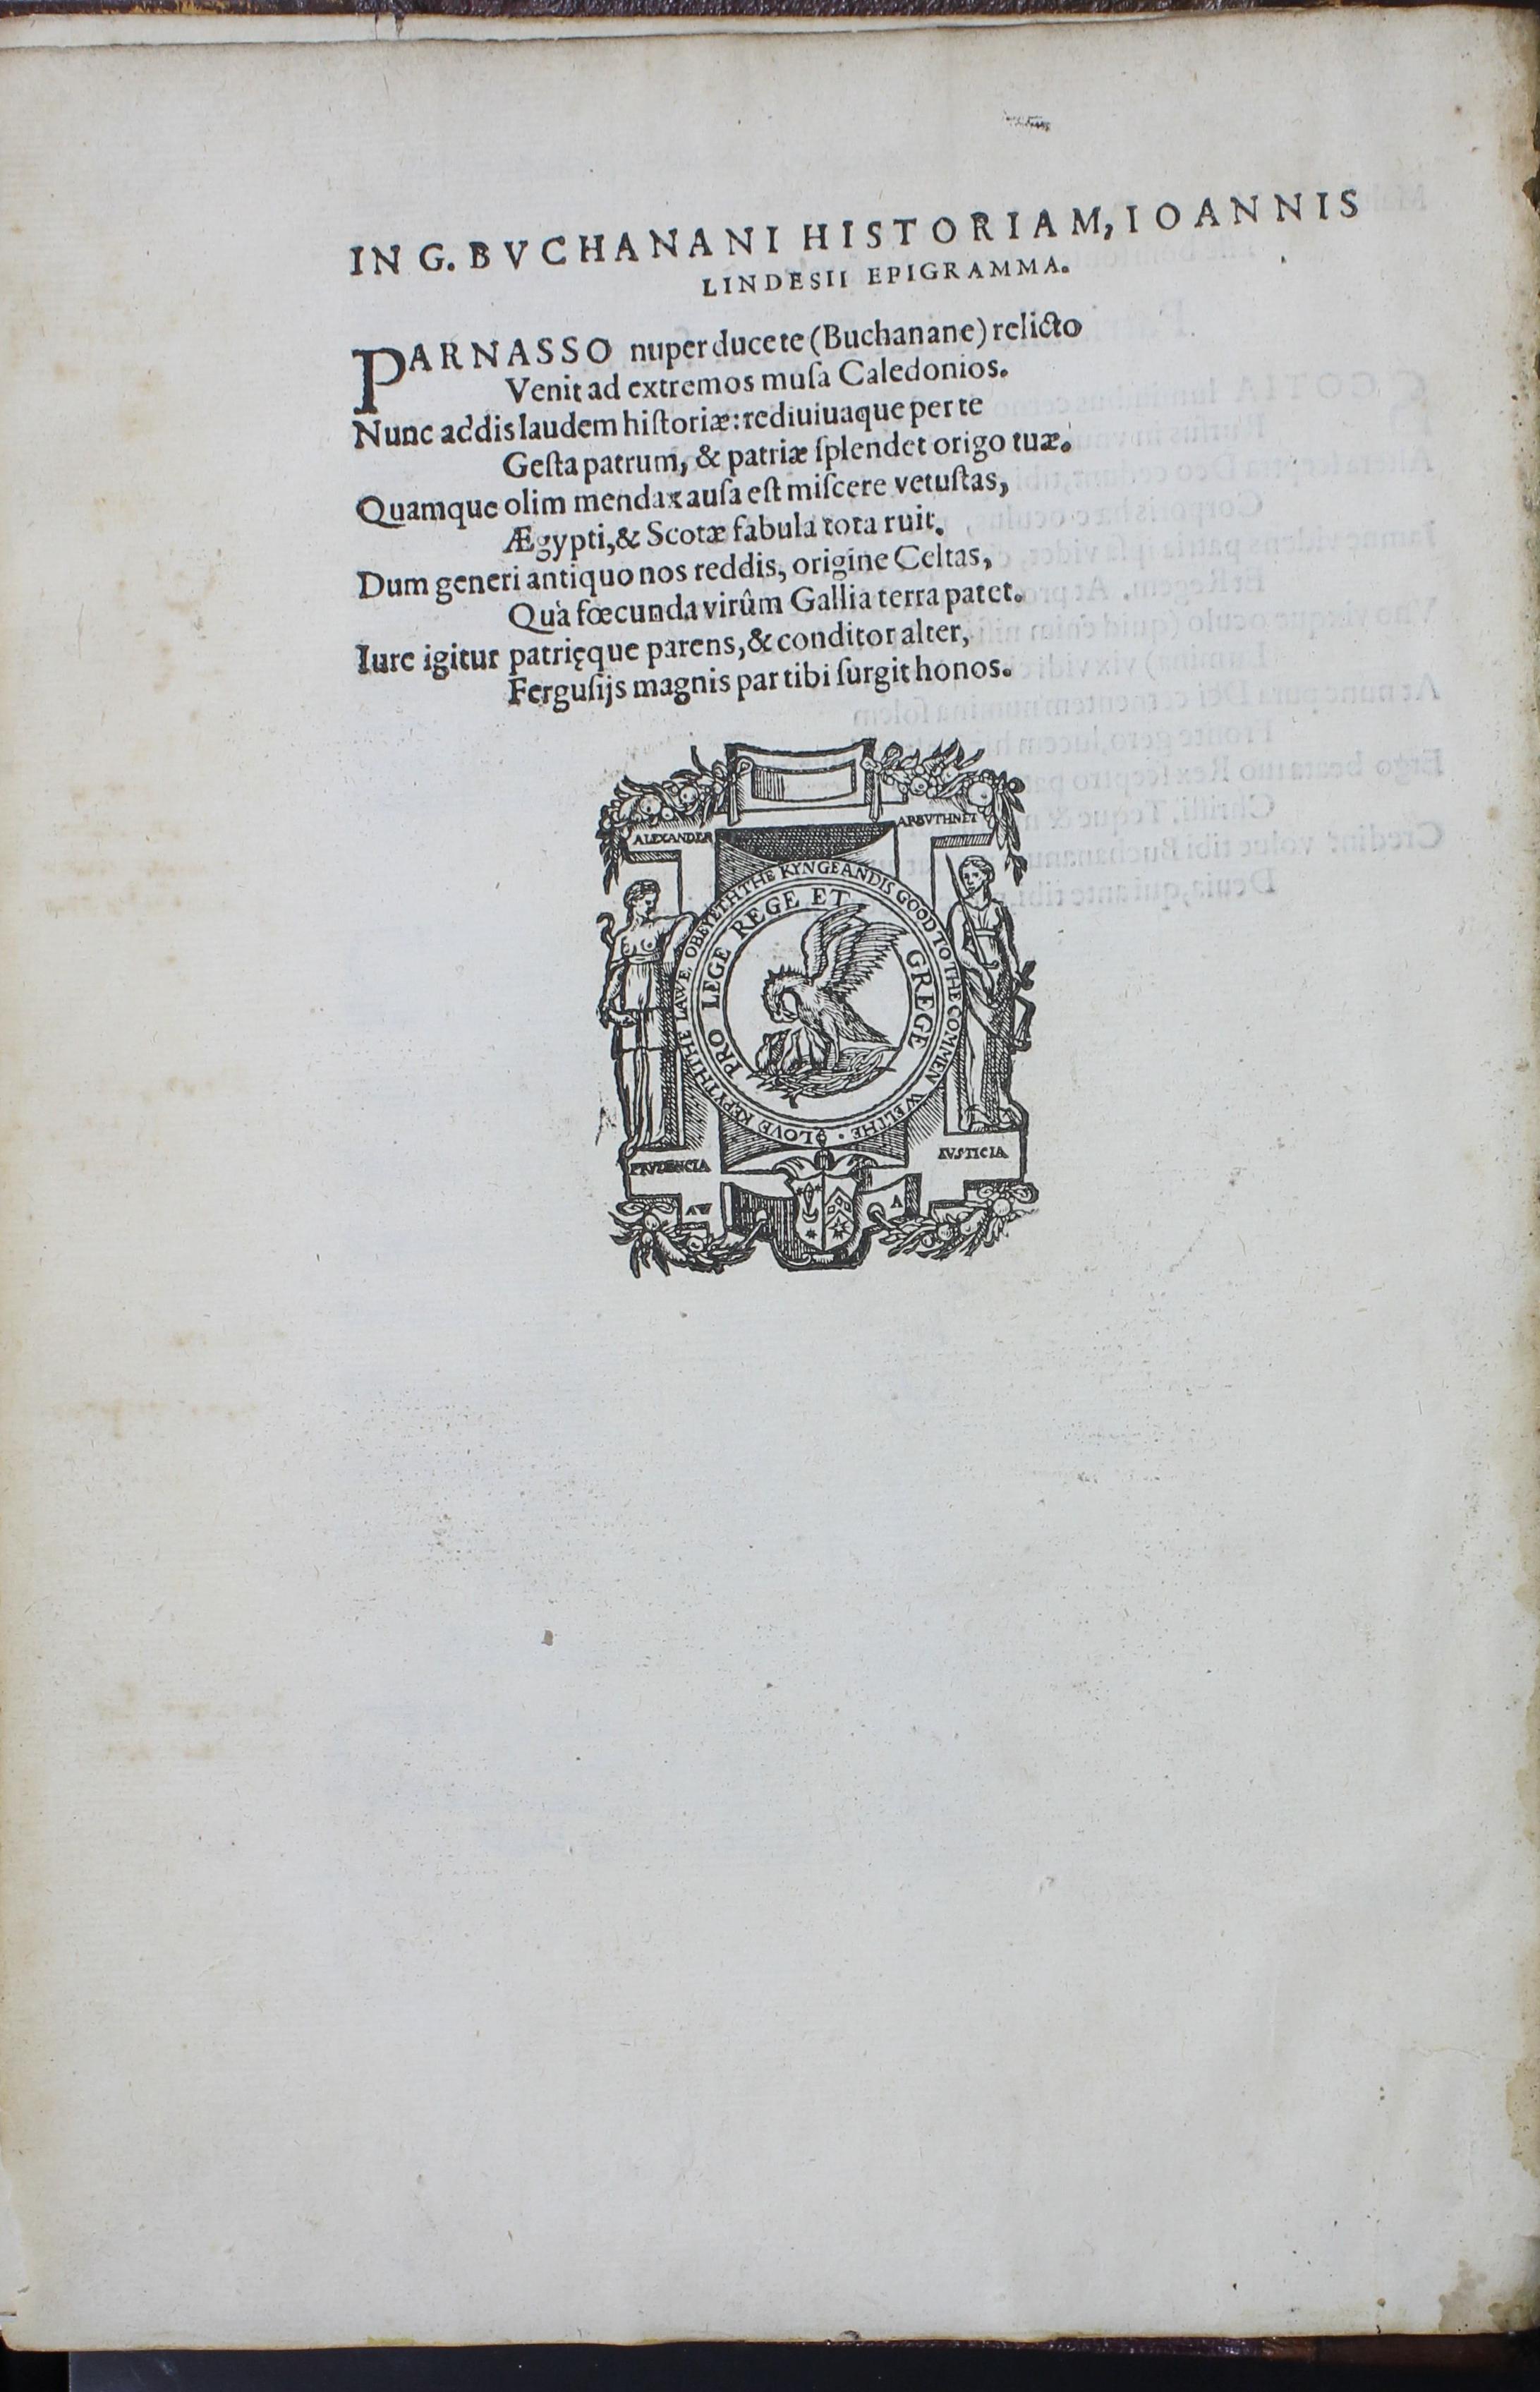 IN G. BVCHANANI HISTORIAM, IOANNIS
LINDESII EPIGRAMMA.
PARNASSO nuper duce te (Buchanane) relicto
Venit ad extremos muſa Caledonios.
Nunc addis laudem hiſtoriæ: rediuiuaque per te
Geſta patrum, & patriæ ſplendet origo tuæ.
Quamque olim mendax auſa eſt miſcere vetuſtas,
Ægypti, & Scotæ fabula tota ruit.
Dum generi antiquo nos reddis, origine Celtas,
Quà fœcunda virûm Gallia terra patet.
Iure igitur patrięque parens, & conditor alter,
Ferguſijs magnis par tibi ſurgit honos.
ALEXANDER ARBVTHNET
LOVE KEPYTH THE LAWE, OBEYETH THE KYNGE AND IS GOOD TO THE COMMEN WELTHE
PRO LEGE REGE ET GREGE
PRVDENCIA IVSTICIA
A